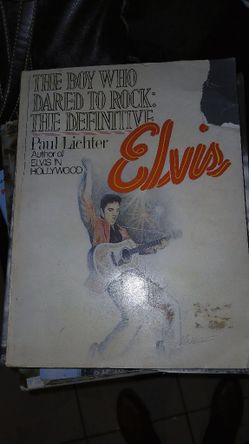 THE BOY WHO
DARED TO ROCK:
THE DEFINITIVE
Elvis
Paul Lichter
Author of
ELVIS IN
HOLLYWOOD